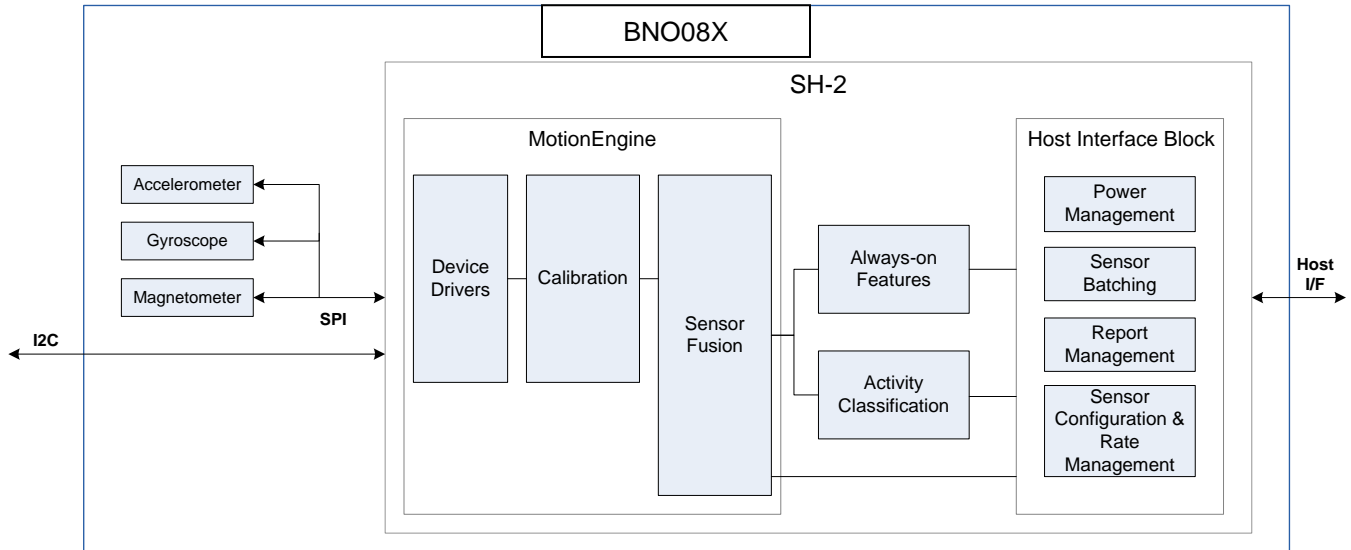 BNO08X
SH-2
MotionEngine
Host Interface Block
Accelerometer
Gyroscope
Magnetometer
SPI
I2C
Device
Drivers
Calibration
Sensor
Fusion
Always-on
Features
Activity
Classification
Power
Management
Sensor
Batching
Report
Management
Sensor
Configuration &
Rate
Management
Host
I/F